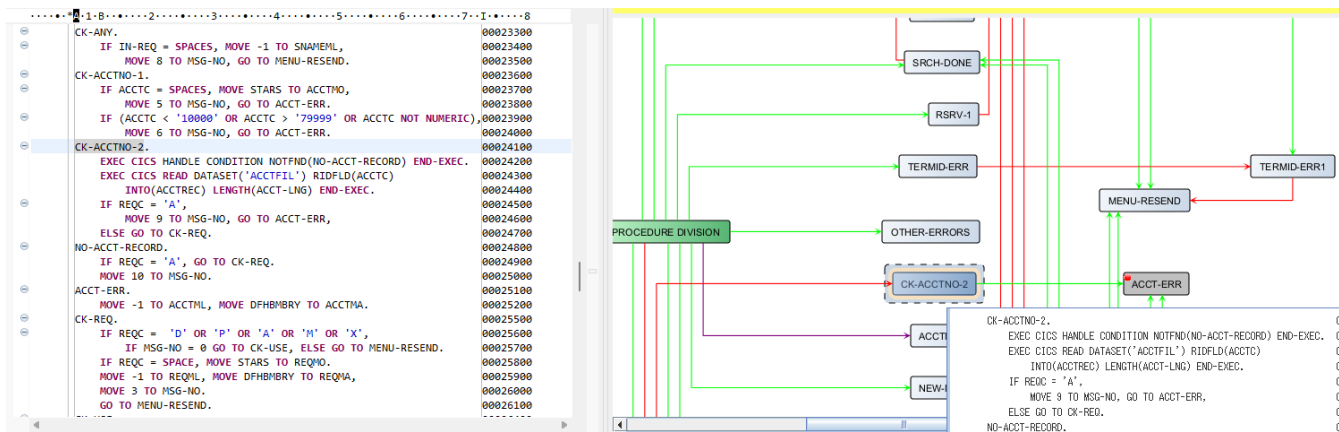 ····•·*A·1·B··•····2····•····3····•····4····•····5····•····6····•····7··I·•····8
CK-ANY. 00023300
IF IN-REQ = SPACES, MOVE -1 TO SNAMEML, 00023400
MOVE 8 TO MSG-NO, GO TO MENU-RESEND. 00023500
CK-ACCTNO-1. 00023600
IF ACCTC = SPACES, MOVE STARS TO ACCTMO, 00023700
MOVE 5 TO MSG-NO, GO TO ACCT-ERR. 00023800
IF (ACCTC < '10000' OR ACCTC > '79999' OR ACCTC NOT NUMERIC),00023900
MOVE 6 TO MSG-NO, GO TO ACCT-ERR. 00024000
CK-ACCTNO-2. 00024100
EXEC CICS HANDLE CONDITION NOTFND(NO-ACCT-RECORD) END-EXEC. 00024200
EXEC CICS READ DATASET('ACCTFIL') RIDFLD(ACCTC) 00024300
INTO(ACCTREC) LENGTH(ACCT-LNG) END-EXEC. 00024400
IF REQC = 'A', 00024500
MOVE 9 TO MSG-NO, GO TO ACCT-ERR, 00024600
ELSE GO TO CK-REQ. 00024700
NO-ACCT-RECORD. 00024800
IF REQC = 'A', GO TO CK-REQ. 00024900
MOVE 10 TO MSG-NO. 00025000
ACCT-ERR. 00025100
MOVE -1 TO ACCTML, MOVE DFHBMBRY TO ACCTMA. 00025200
CK-REQ. 00025500
IF REQC = 'D' OR 'P' OR 'A' OR 'M' OR 'X', 00025600
IF MSG-NO = 0 GO TO CK-USE, ELSE GO TO MENU-RESEND. 00025700
IF REQC = SPACE, MOVE STARS TO REQMO. 00025800
MOVE -1 TO REQML, MOVE DFHBMBRY TO REQMA, 00025900
MOVE 3 TO MSG-NO. 00026000
GO TO MENU-RESEND. 00026100
SRCH-DONE
RSRV-1
TERMID-ERR
TERMID-ERR1
MENU-RESEND
PROCEDURE DIVISION
OTHER-ERRORS
CK-ACCTNO-2
ACCT-ERR
CK-ACCTNO-2.
EXEC CICS HANDLE CONDITION NOTFND(NO-ACCT-RECORD) END-EXEC.
EXEC CICS READ DATASET('ACCTFIL') RIDFLD(ACCTC)
INTO(ACCTREC) LENGTH(ACCT-LNG) END-EXEC.
IF REQC = 'A',
MOVE 9 TO MSG-NO, GO TO ACCT-ERR,
ELSE GO TO CK-REQ.
NO-ACCT-RECORD.